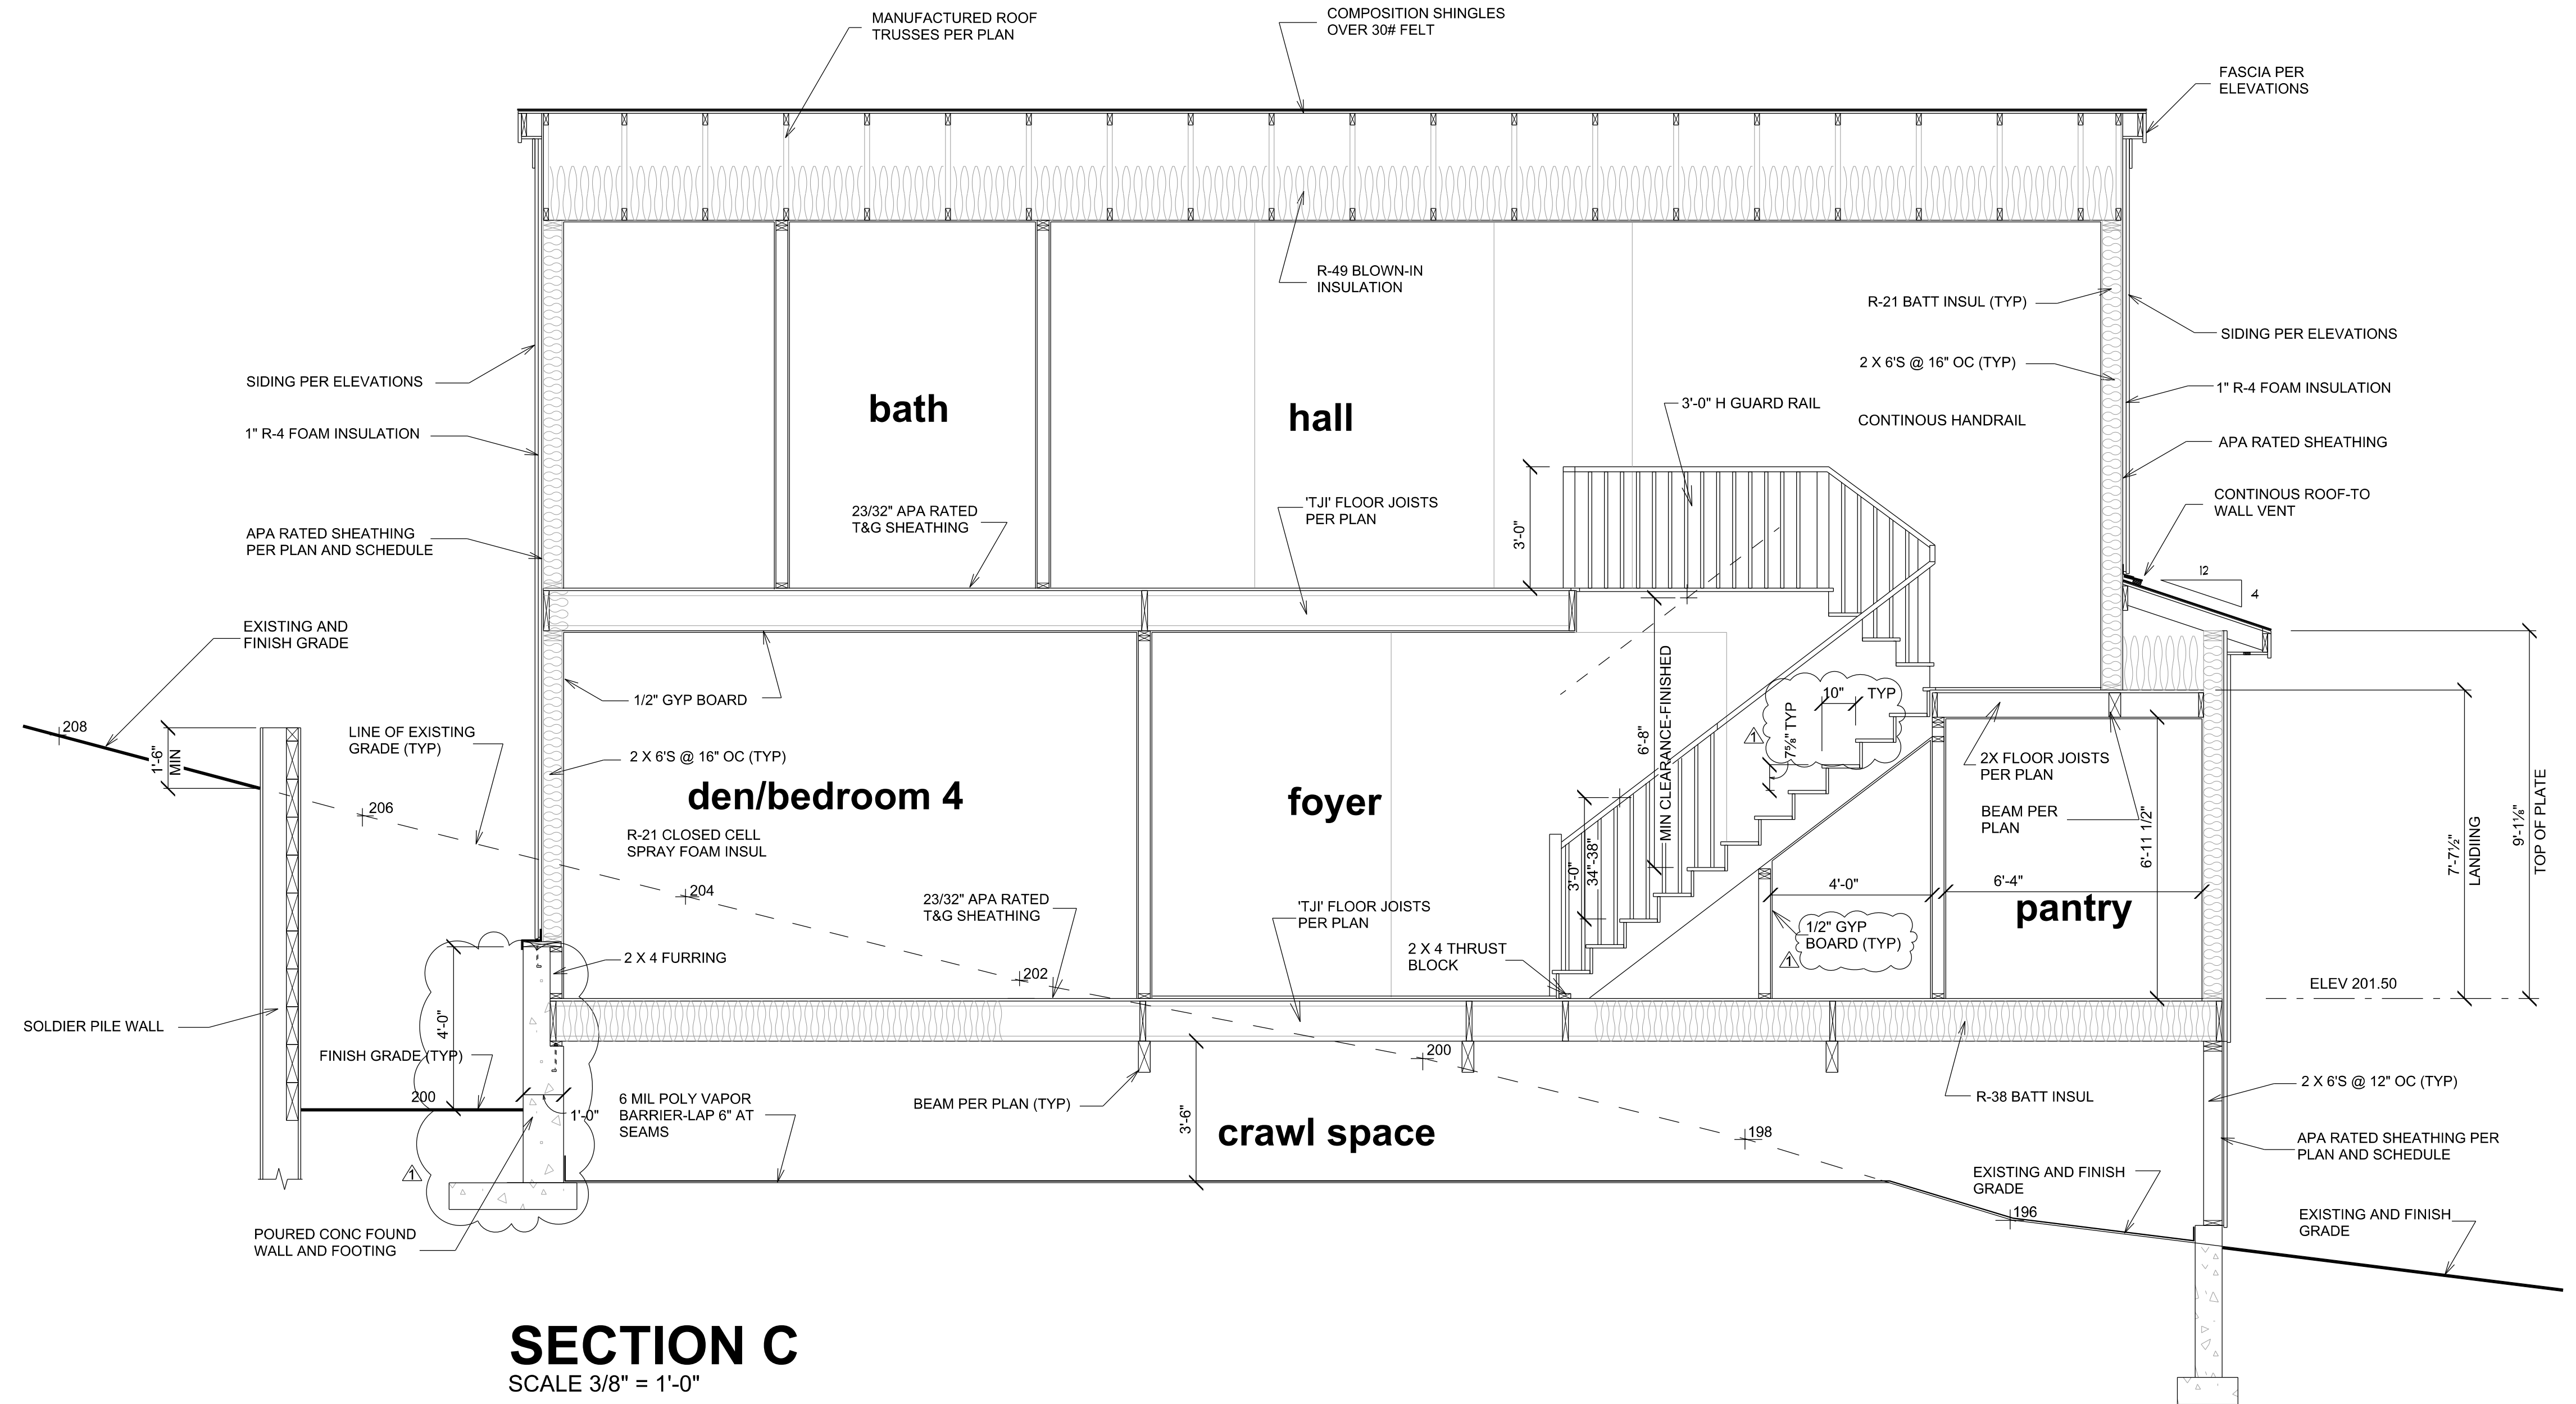 MANUFACTURED ROOF
TRUSSES PER PLAN
COMPOSITION SHINGLES
OVER 30# FELT
FASCIA PER
ELEVATIONS
R-49 BLOWN-IN
INSULATION
R-21 BATT INSUL (TYP)
SIDING PER ELEVATIONS
2 X 6'S @ 16" OC (TYP)
SIDING PER ELEVATIONS
1" R-4 FOAM INSULATION
bath
hall
3'-0" H GUARD RAIL
CONTINOUS HANDRAIL
1" R-4 FOAM INSULATION
APA RATED SHEATHING
CONTINOUS ROOF-TO
WALL VENT
23/32" APA RATED
T&G SHEATHING
'TJI' FLOOR JOISTS
PER PLAN
3'-0"
APA RATED SHEATHING
PER PLAN AND SCHEDULE
12
4
EXISTING AND
FINISH GRADE
208
1'-6"
MIN
LINE OF EXISTING
GRADE (TYP)
1/2" GYP BOARD
6'-8"
MIN CLEARANCE-FINISHED
10" TYP
7⅝" TYP
1
2 X 6'S @ 16" OC (TYP)
den/bedroom 4
foyer
2X FLOOR JOISTS
PER PLAN
BEAM PER
PLAN
6'-11 1/2"
7'-7½"
LANDING
9'-1⅛"
TOP OF PLATE
206
R-21 CLOSED CELL
SPRAY FOAM INSUL
204
23/32" APA RATED
T&G SHEATHING
'TJI' FLOOR JOISTS
PER PLAN
3'-0"
34"-38"
4'-0"
6'-4"
pantry
1/2" GYP
BOARD (TYP)
1
2 X 4 THRUST
BLOCK
2 X 4 FURRING
202
ELEV 201.50
SOLDIER PILE WALL
4'-0"
FINISH GRADE (TYP)
200
1'-0"
6 MIL POLY VAPOR
BARRIER-LAP 6" AT
SEAMS
BEAM PER PLAN (TYP)
3'-6"
crawl space
200
198
R-38 BATT INSUL
2 X 6'S @ 12" OC (TYP)
APA RATED SHEATHING PER
PLAN AND SCHEDULE
1
EXISTING AND FINISH
GRADE
196
EXISTING AND FINISH
GRADE
POURED CONC FOUND
WALL AND FOOTING
SECTION C
SCALE 3/8" = 1'-0"